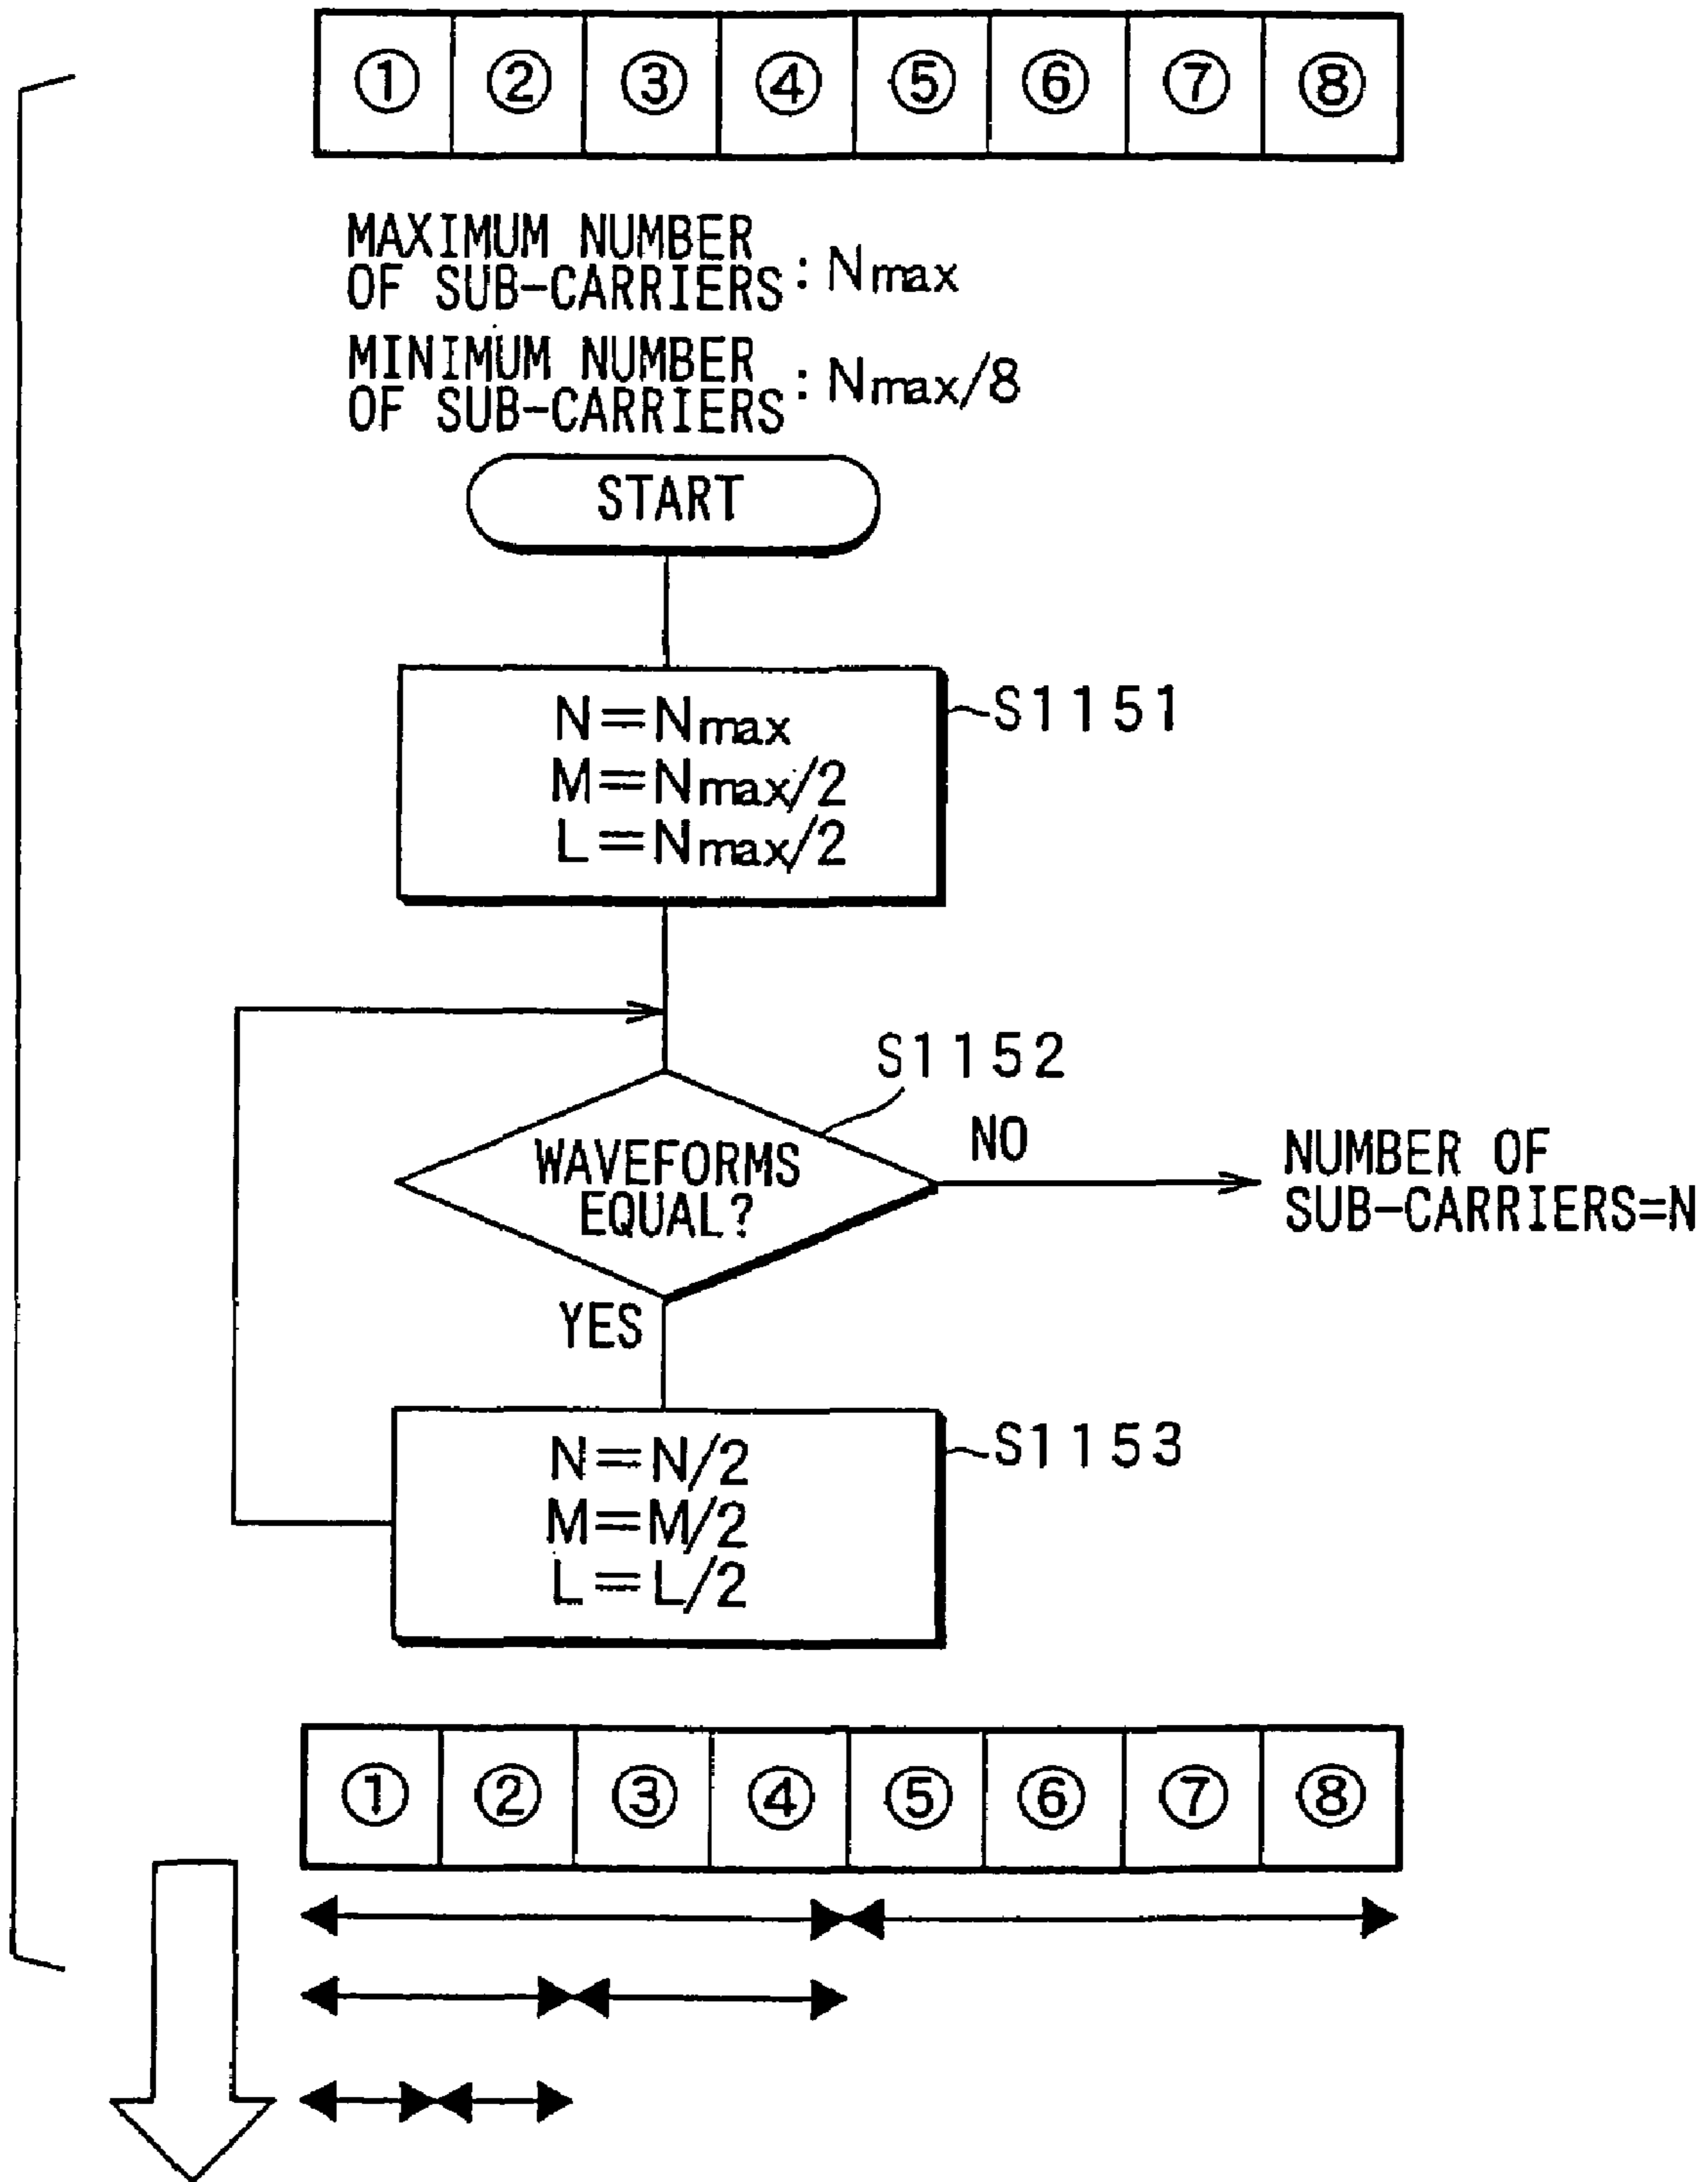 ① ② ③ ④ ⑤ ⑥ ⑦ ⑧
MAXIMUM NUMBER
OF SUB-CARRIERS : Nmax
MINIMUM NUMBER
OF SUB-CARRIERS : Nmax/8
START
N=Nmax
M=Nmax/2
L=Nmax/2
S1151
S1152
WAVEFORMS
EQUAL?
NO
NUMBER OF
SUB-CARRIERS=N
YES
N=N/2
M=M/2
L=L/2
S1153
① ② ③ ④ ⑤ ⑥ ⑦ ⑧